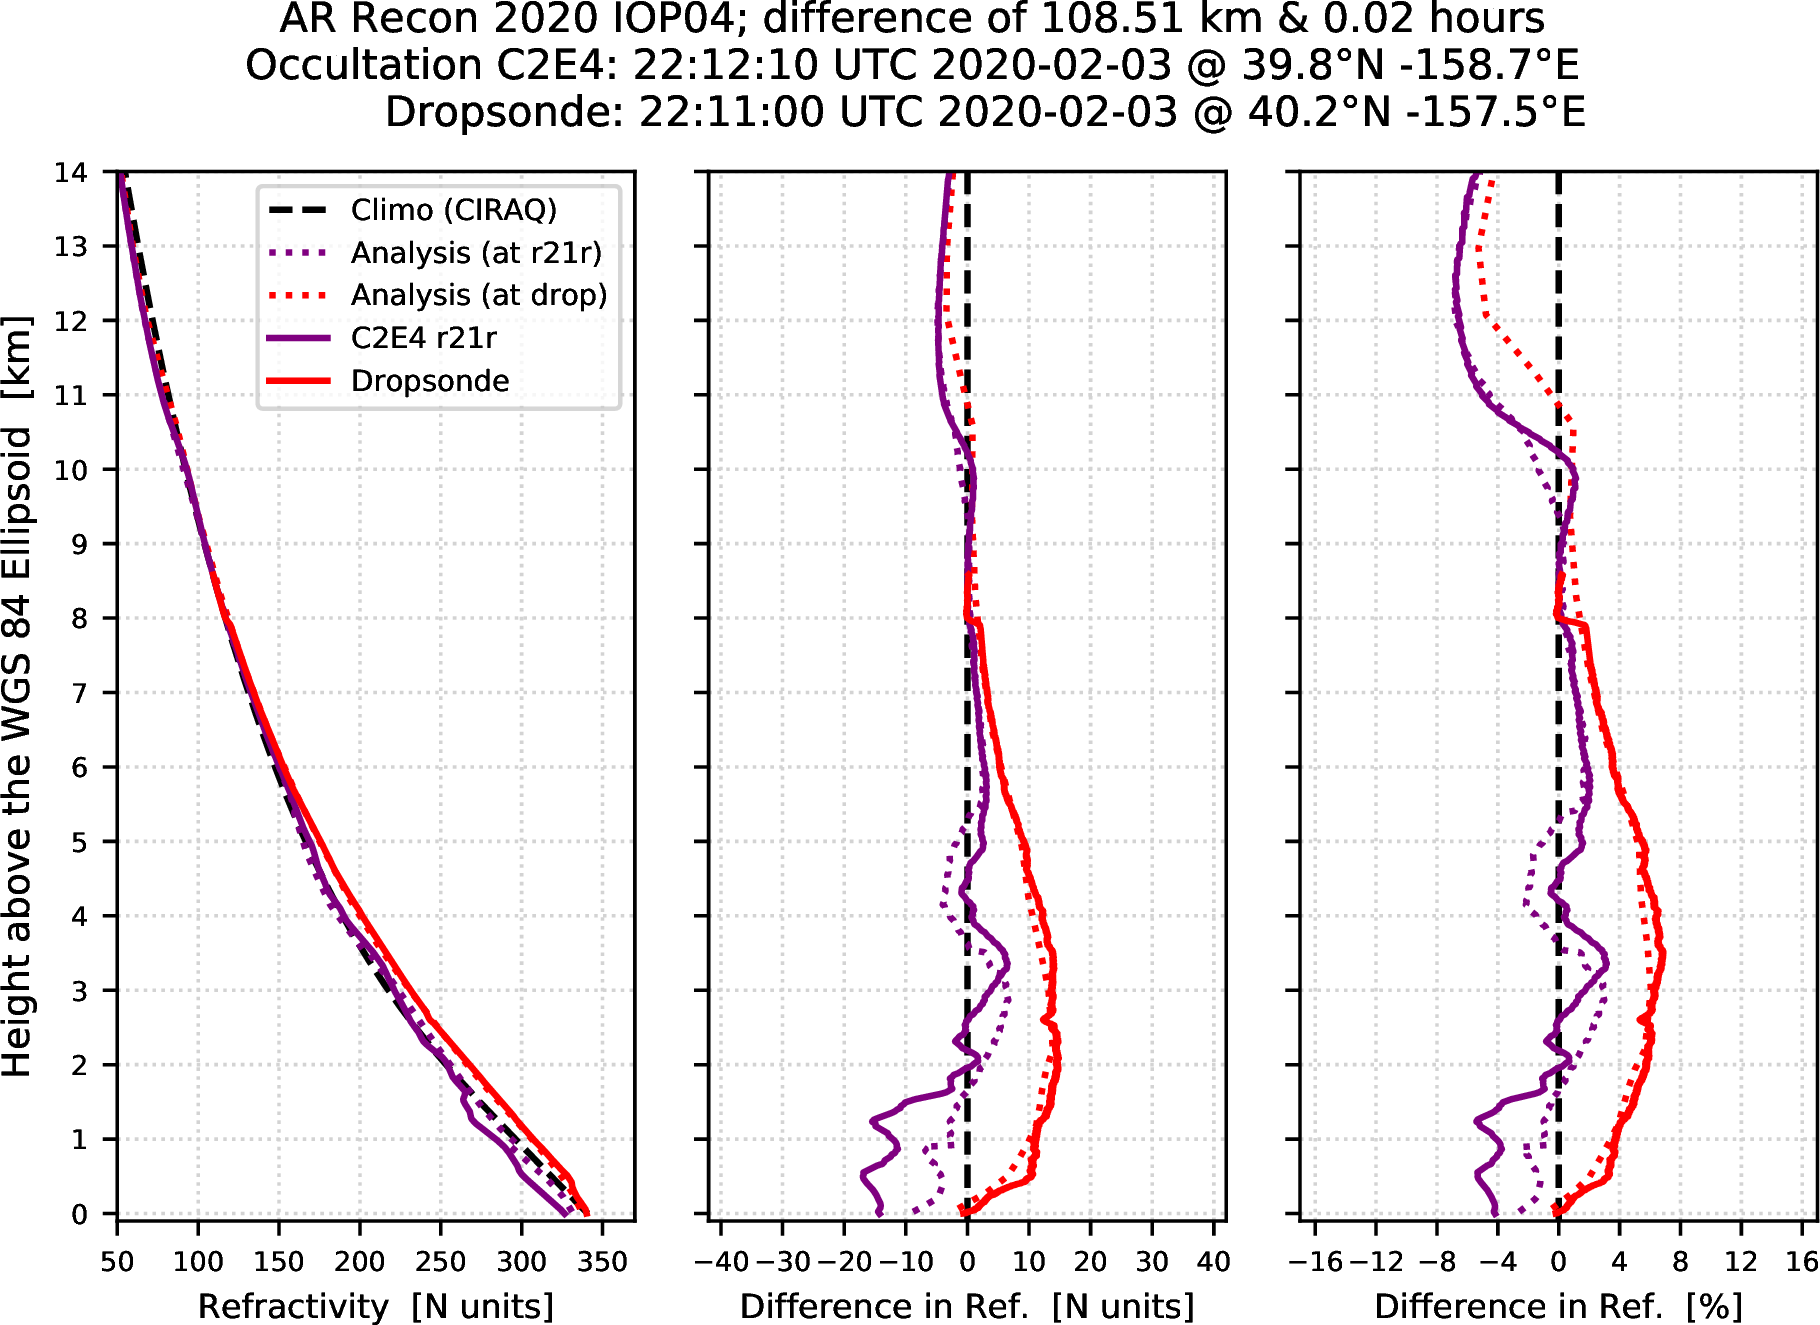 AR Recon 2020 IOP04; difference of 108.51 km & 0.02 hours
Occultation C2E4: 22:12:10 UTC 2020-02-03 @ 39.8°N -158.7°E
Dropsonde: 22:11:00 UTC 2020-02-03 @ 40.2°N -157.5°E
Height above the WGS 84 Ellipsoid [km]
14
13
12
11
10
9
8
7
6
5
4
3
2
1
0
Climo (CIRAQ)
Analysis (at r21r)
Analysis (at drop)
C2E4 r21r
Dropsonde
50 100 150 200 250 300 350
Refractivity [N units]
−40 −30 −20 −10 0 10 20 30 40
Difference in Ref. [N units]
−16 −12 −8 −4 0 4 8 12 16
Difference in Ref. [%]